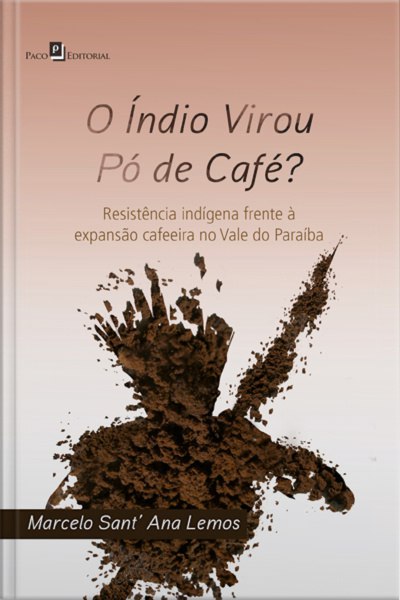 PACO EDITORIAL
O Índio Virou
Pó de Café?
Resistência indígena frente à
expansão cafeeira no Vale do Paraíba
Marcelo Sant' Ana Lemos